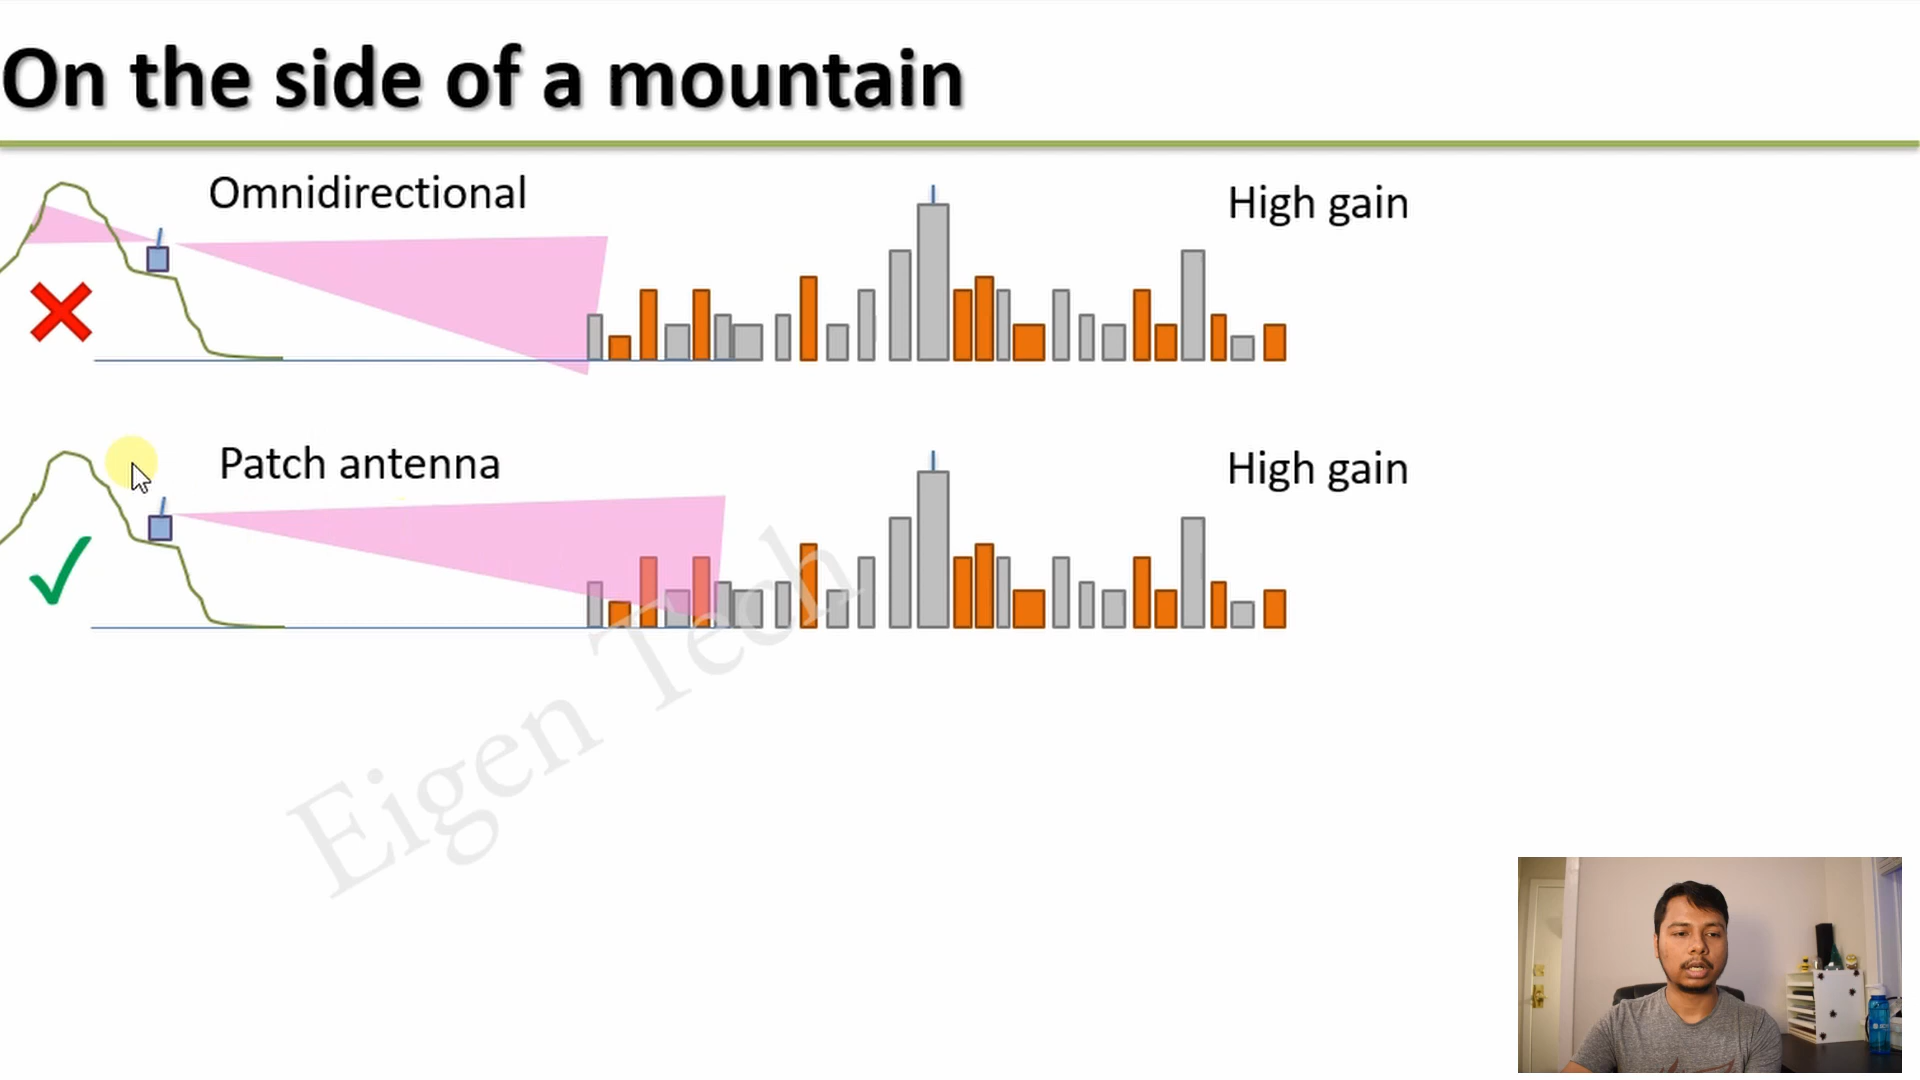 On the side of a mountain
Omnidirectional
High gain
Patch antenna
High gain
Eigen Tech